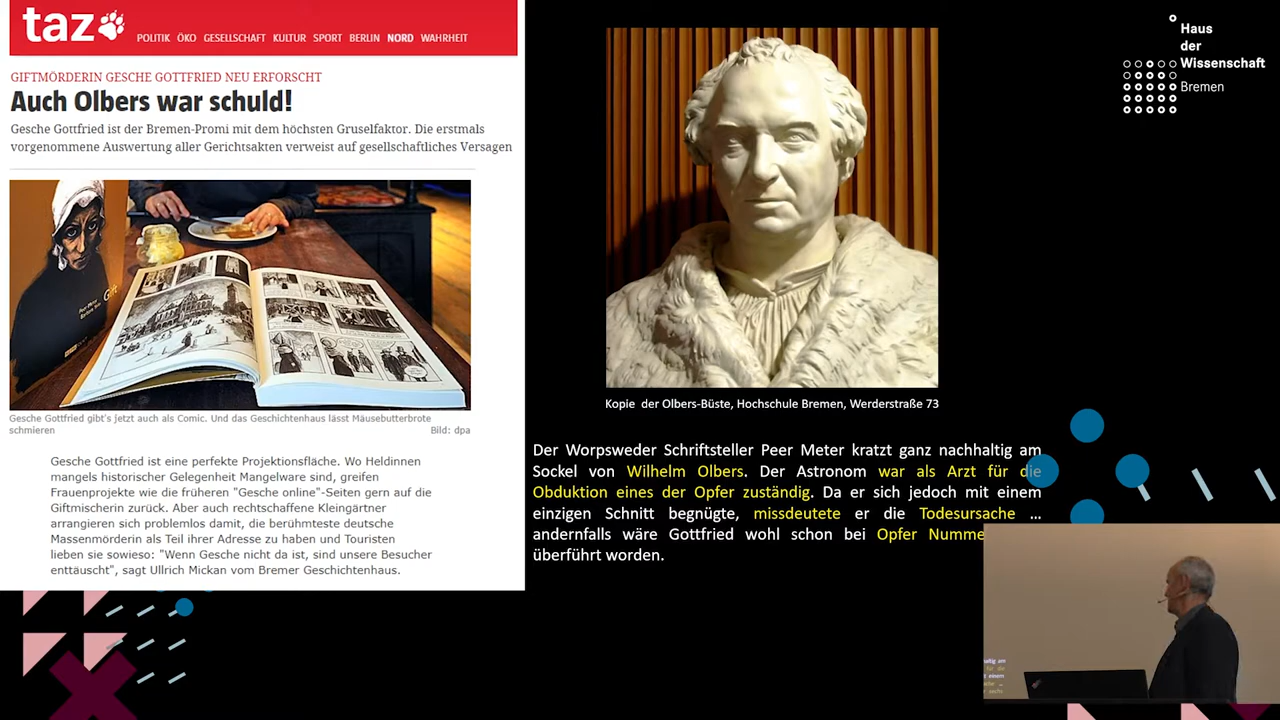 taz
POLITIK ÖKO GESELLSCHAFT KULTUR SPORT BERLIN NORD WAHRHEIT
GIFTMÖRDERIN GESCHE GOTTFRIED NEU ERFORSCHT
Auch Olbers war schuld!
Gesche Gottfried ist der Bremen-Promi mit dem höchsten Gruselfaktor. Die erstmals
vorgenommene Auswertung aller Gerichtsakten verweist auf gesellschaftliches Versagen
Gift
Gesche Gottfried gibt's jetzt auch als Comic. Und das Geschichtenhaus lässt Mäusebutterbrote
schmieren
Bild: dpa
Gesche Gottfried ist eine perfekte Projektionsfläche. Wo Heldinnen
mangels historischer Gelegenheit Mangelware sind, greifen
Frauenprojekte wie die früheren "Gesche online"-Seiten gern auf die
Giftmischerin zurück. Aber auch rechtschaffene Kleingärtner
arrangieren sich problemlos damit, die berühmteste deutsche
Massenmörderin als Teil ihrer Adresse zu haben und Touristen
lieben sie sowieso: "Wenn Gesche nicht da ist, sind unsere Besucher
enttäuscht", sagt Ullrich Mickan vom Bremer Geschichtenhaus.
Kopie der Olbers-Büste, Hochschule Bremen, Werderstraße 73
Der Worpsweder Schriftsteller Peer Meter kratzt ganz nachhaltig am
Sockel von Wilhelm Olbers. Der Astronom war als Arzt für die
Obduktion eines der Opfer zuständig. Da er sich jedoch mit einem
einzigen Schnitt begnügte, missdeutete er die Todesursache ...
andernfalls wäre Gottfried wohl schon bei Opfer Numme
überführt worden.
Haus
der
Wissenschaft
Bremen